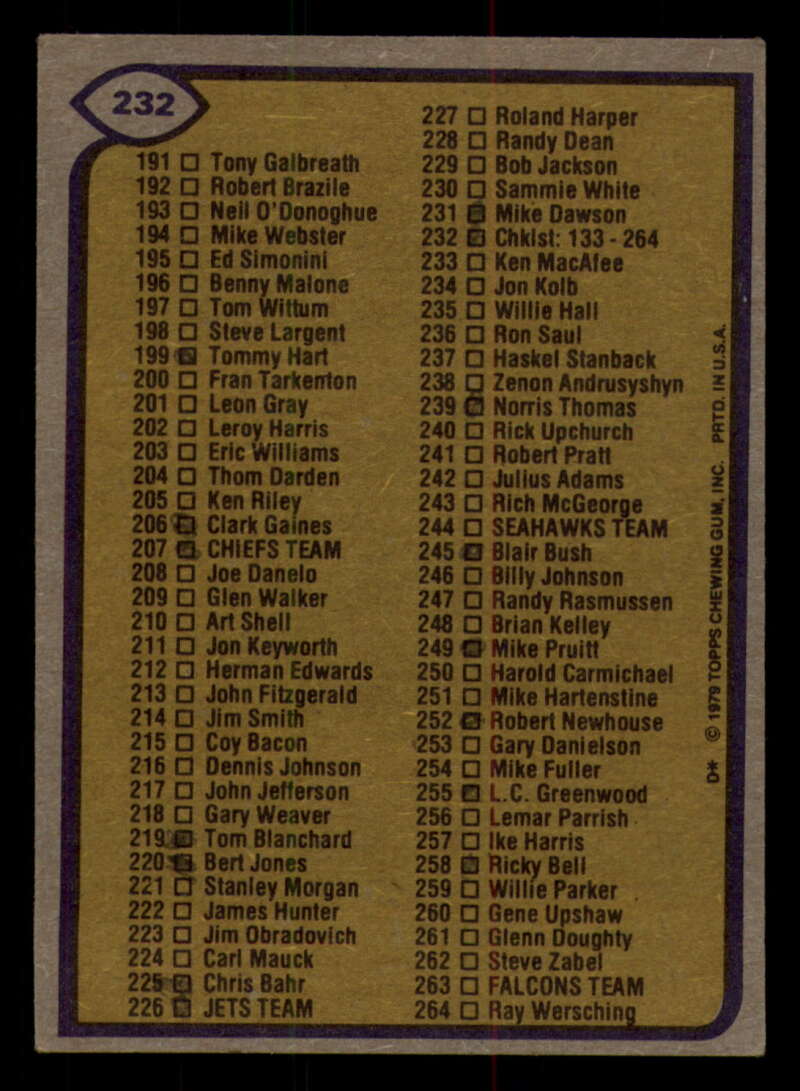 232
191 □ Tony Galbreath
192 □ Robert Brazile
193 □ Neil O'Donoghue
194 □ Mike Webster
195 □ Ed Simonini
196 □ Benny Malone
197 □ Tom Wittum
198 □ Steve Largent
199 □ Tommy Hart
200 □ Fran Tarkenton
201 □ Leon Gray
202 □ Leroy Harris
203 □ Eric Williams
204 □ Thom Darden
205 □ Ken Riley
206 □ Clark Gaines
207 □ CHIEFS TEAM
208 □ Joe Danelo
209 □ Glen Walker
210 □ Art Shell
211 □ Jon Keyworth
212 □ Herman Edwards
213 □ John Fitzgerald
214 □ Jim Smith
215 □ Coy Bacon
216 □ Dennis Johnson
217 □ John Jefferson
218 □ Gary Weaver
219 □ Tom Blanchard
220 □ Bert Jones
221 □ Stanley Morgan
222 □ James Hunter
223 □ Jim Obradovich
224 □ Carl Mauck
225 □ Chris Bahr
226 □ JETS TEAM
227 □ Roland Harper
228 □ Randy Dean
229 □ Bob Jackson
230 □ Sammie White
231 □ Mike Dawson
232 □ Chklst: 133 - 264
233 □ Ken MacAfee
234 □ Jon Kolb
235 □ Willie Hall
236 □ Ron Saul
237 □ Haskel Stanback
238 □ Zenon Andrusyshyn
239 □ Norris Thomas
240 □ Rick Upchurch
241 □ Robert Pratt
242 □ Julius Adams
243 □ Rich McGeorge
244 □ SEAHAWKS TEAM
245 □ Blair Bush
246 □ Billy Johnson
247 □ Randy Rasmussen
248 □ Brian Kelley
249 □ Mike Pruitt
250 □ Harold Carmichael
251 □ Mike Hartenstine
252 □ Robert Newhouse
253 □ Gary Danielson
254 □ Mike Fuller
255 □ L.C. Greenwood
256 □ Lemar Parrish
257 □ Ike Harris
258 □ Ricky Bell
259 □ Willie Parker
260 □ Gene Upshaw
261 □ Glenn Doughty
262 □ Steve Zabel
263 □ FALCONS TEAM
264 □ Ray Wersching
D* © 1979 TOPPS CHEWING GUM, INC. PRTD. IN U.S.A.